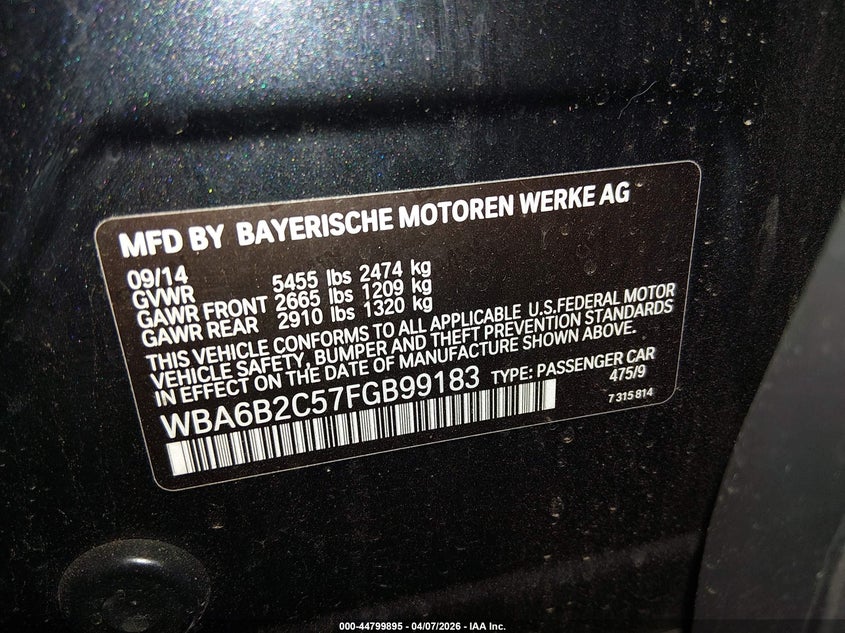 MFD BY BAYERISCHE MOTOREN WERKE AG
09/14
GVWR 5455 lbs 2474 kg
GAWR FRONT 2665 lbs 1209 kg
GAWR REAR 2910 lbs 1320 kg
THIS VEHICLE CONFORMS TO ALL APPLICABLE U.S.FEDERAL MOTOR
VEHICLE SAFETY, BUMPER AND THEFT PREVENTION STANDARDS
IN EFFECT ON THE DATE OF MANUFACTURE SHOWN ABOVE.
WBA6B2C57FGB99183 TYPE: PASSENGER CAR
475/9
7 315 814
000-44799895 - 04/07/2026 - IAA Inc.